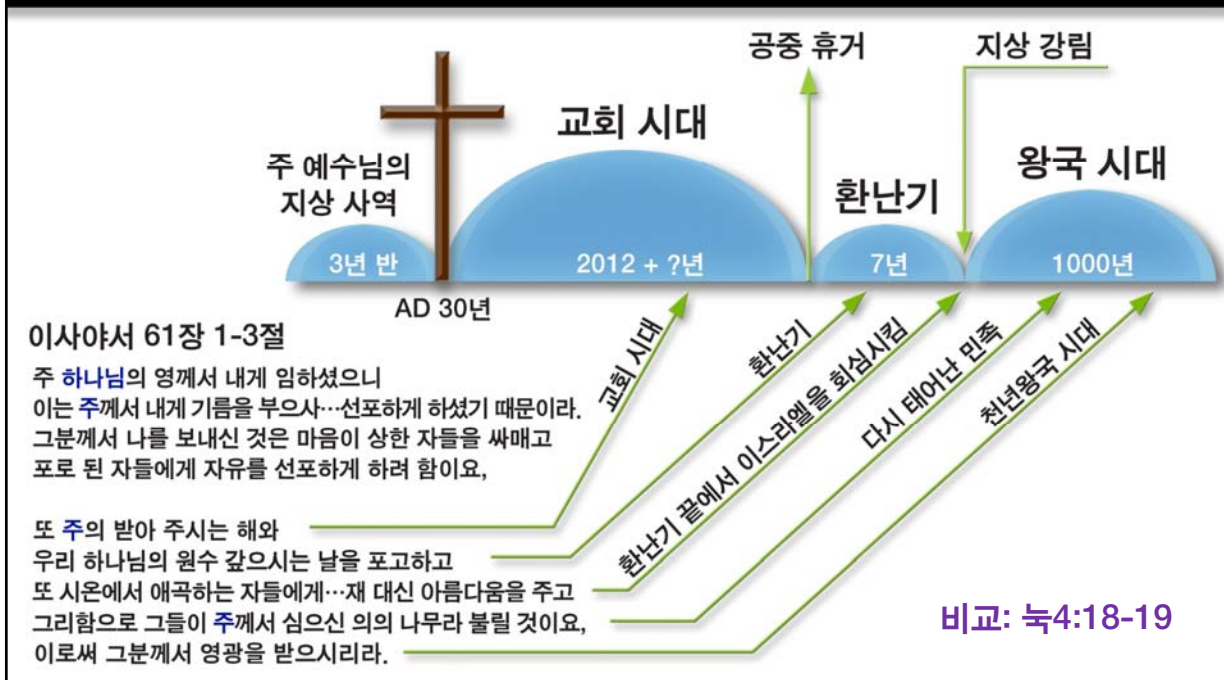 공중 휴거
지상 강림
교회 시대
왕국 시대
주 예수님의
지상 사역
환난기
3년 반
2012 + ?년
7년
1000년
AD 30년
이사야서 61장 1-3절
주 하나님의 영께서 내게 임하셨으니
이는 주께서 내게 기름을 부으사…선포하게 하셨기 때문이라.
그분께서 나를 보내신 것은 마음이 상한 자들을 싸매고
포로 된 자들에게 자유를 선포하게 하려 함이요,
또 주의 받아 주시는 해와
우리 하나님의 원수 갚으시는 날을 포고하고
또 시온에서 애곡하는 자들에게…재 대신 아름다움을 주고
그리함으로 그들이 주께서 심으신 의의 나무라 불릴 것이요,
이로써 그분께서 영광을 받으시리라.
교회 시대
환난기
환난기 끝에서 이스라엘을 회심시킴
다시 태어난 민족
천년왕국 시대
비교: 눅4:18-19